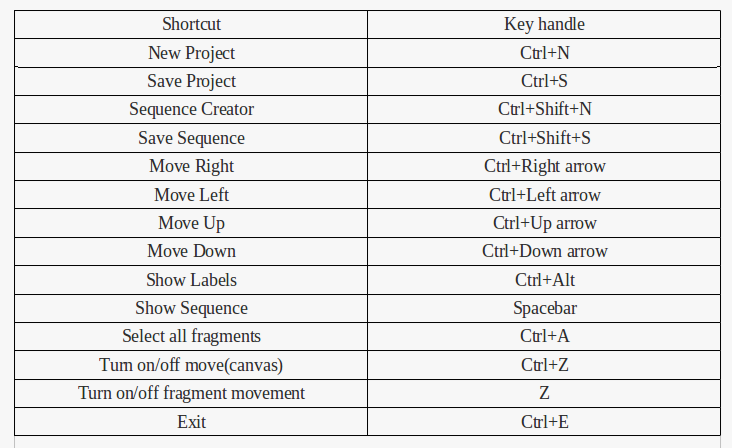 Shortcut Key handle
New Project Ctrl+N
Save Project Ctrl+S
Sequence Creator Ctrl+Shift+N
Save Sequence Ctrl+Shift+S
Move Right Ctrl+Right arrow
Move Left Ctrl+Left arrow
Move Up Ctrl+Up arrow
Move Down Ctrl+Down arrow
Show Labels Ctrl+Alt
Show Sequence Spacebar
Select all fragments Ctrl+A
Turn on/off move(canvas) Ctrl+Z
Turn on/off fragment movement Z
Exit Ctrl+E